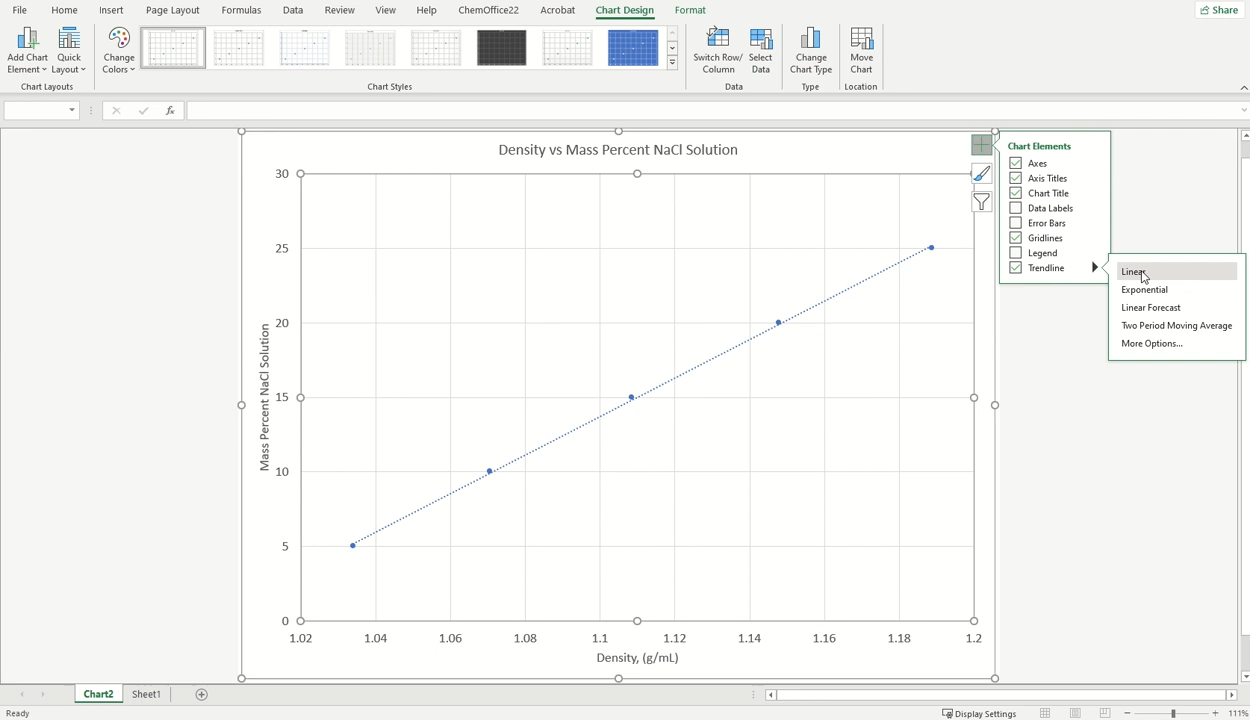 File Home Insert Page Layout Formulas Data Review View Help ChemOffice22 Acrobat Chart Design Format Share
Add Chart Element
Quick Layout
Change Colors
Switch Row/ Column
Select Data
Change Chart Type
Move Chart
Chart Layouts Chart Styles Data Type Location
fx
Density vs Mass Percent NaCl Solution
30
25
20
15
10
5
0
Mass Percent NaCl Solution
1.02 1.04 1.06 1.08 1.1 1.12 1.14 1.16 1.18 1.2
Density, (g/mL)
Chart Elements
Axes
Axis Titles
Chart Title
Data Labels
Error Bars
Gridlines
Legend
Trendline
Linear
Exponential
Linear Forecast
Two Period Moving Average
More Options...
Chart2 Sheet1
Ready Display Settings 111%